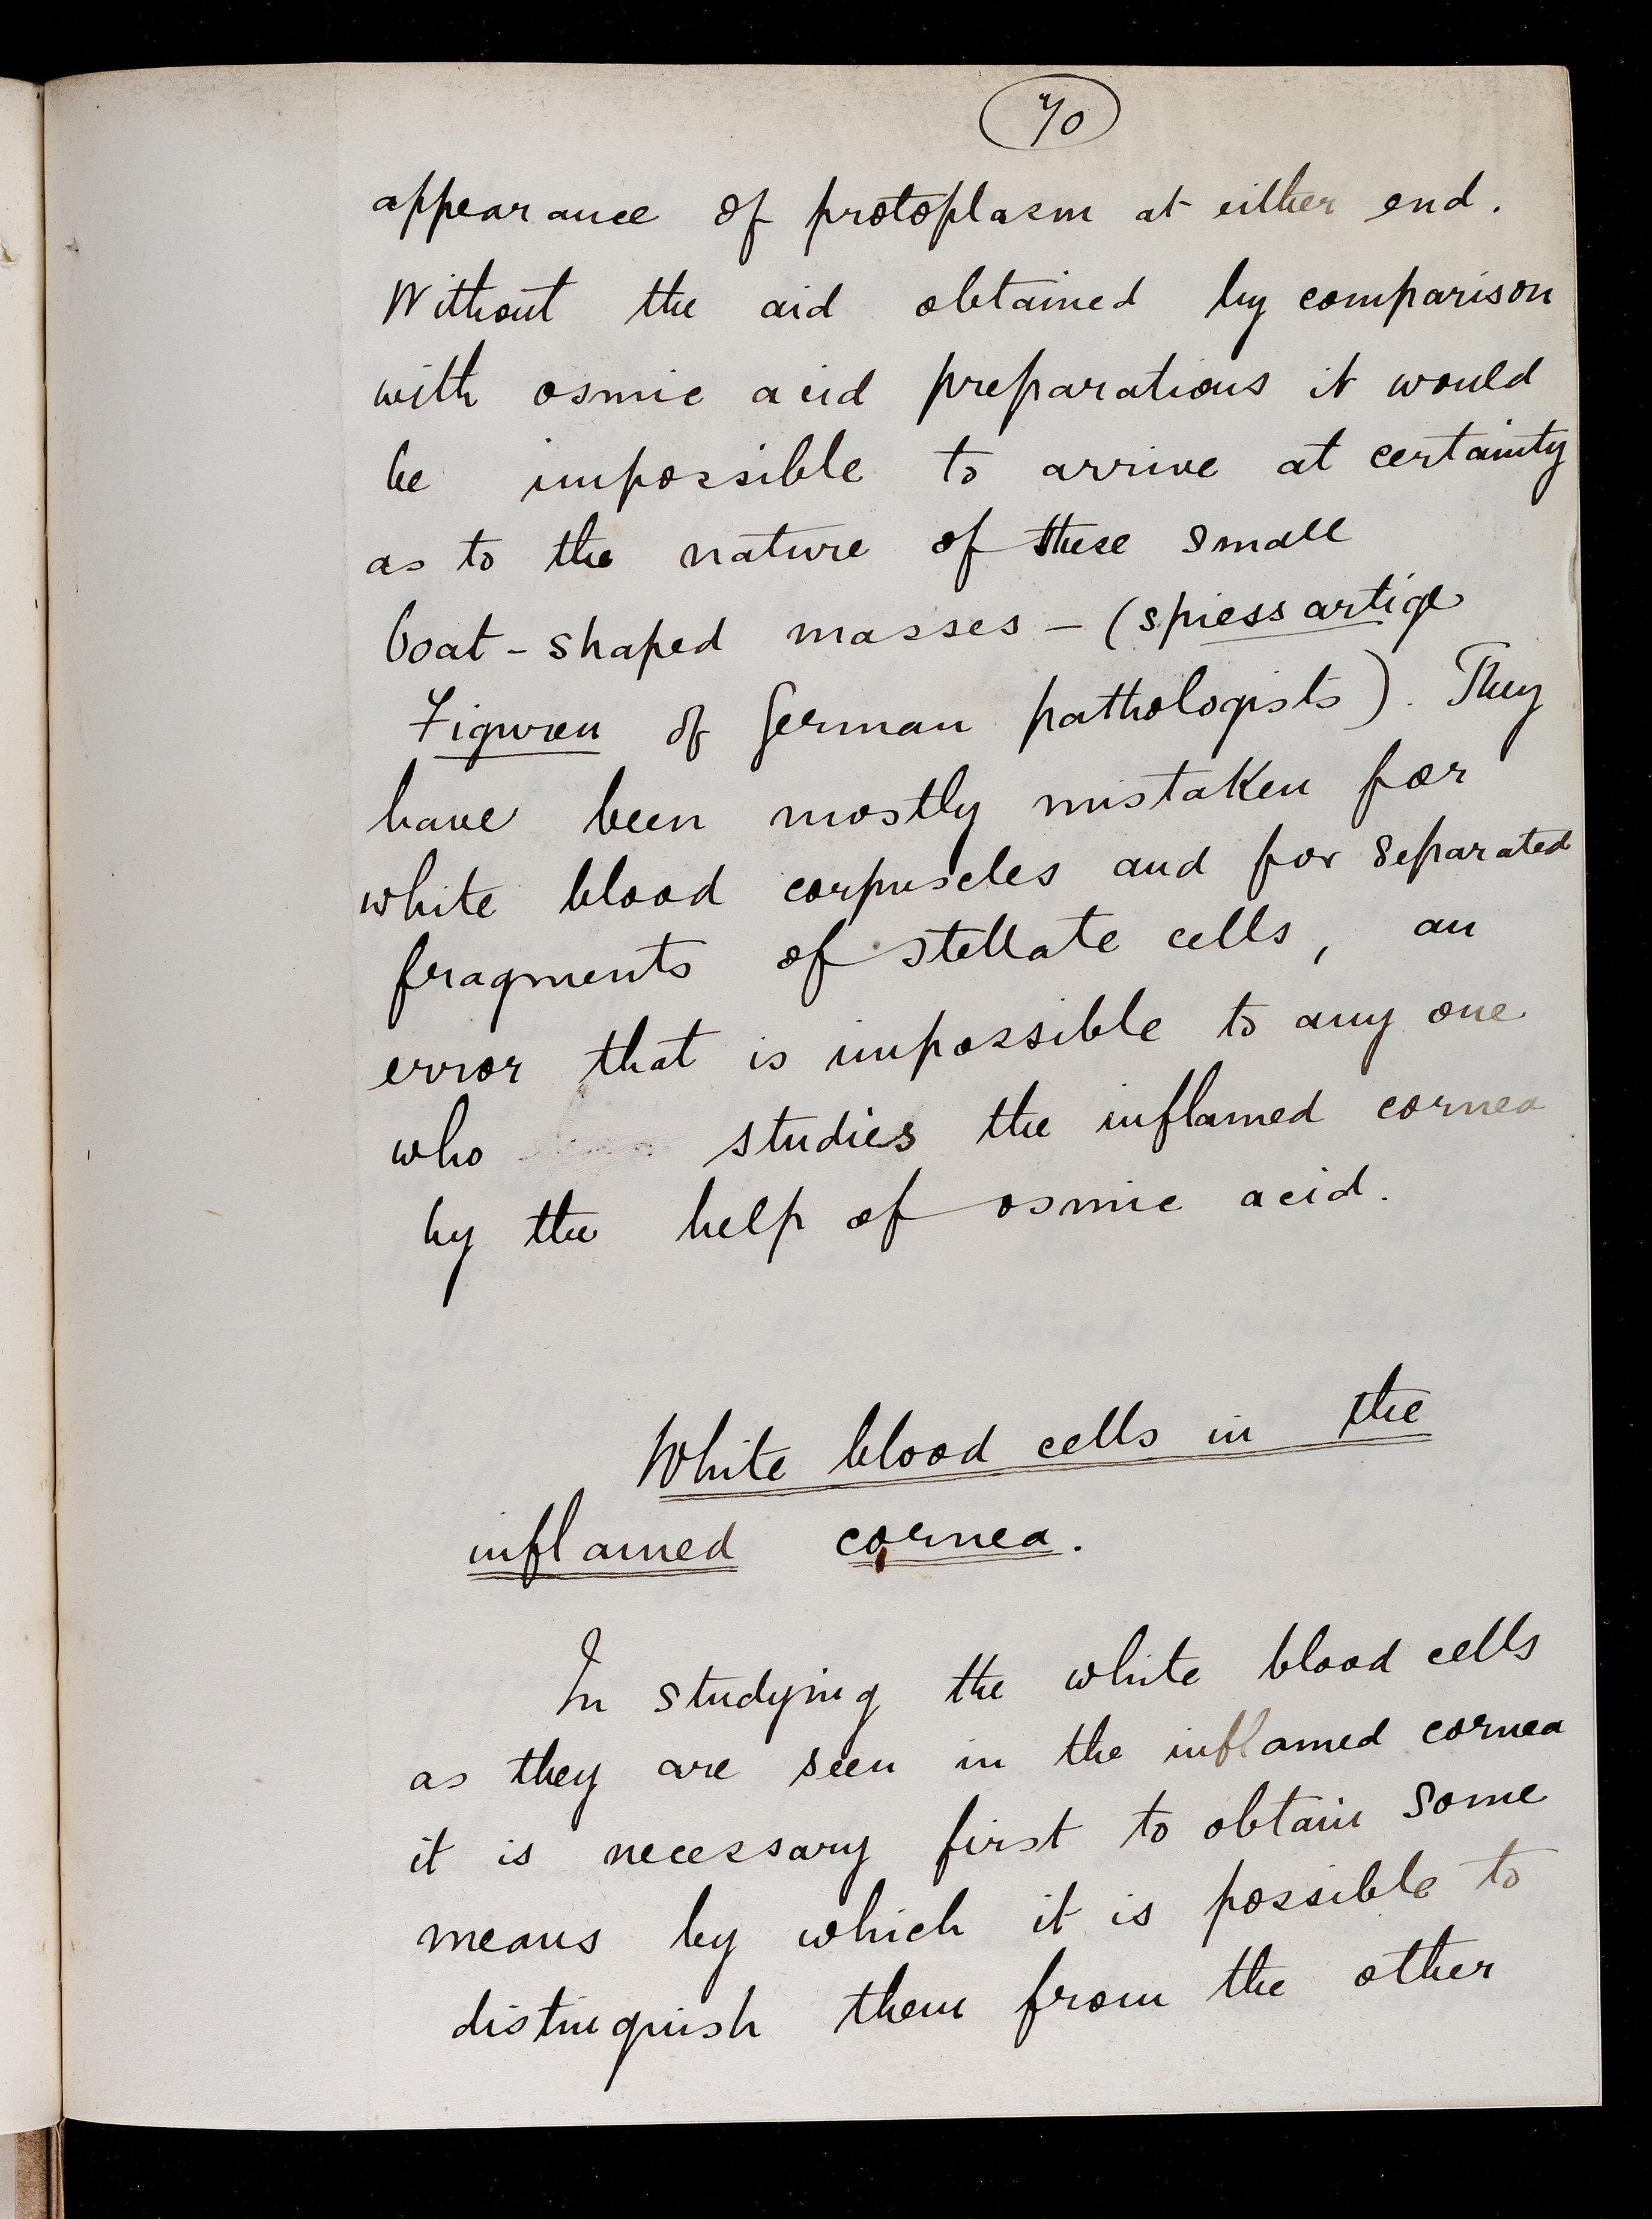 70
appearance of protoplasm at either end.
Without the aid obtained by comparison
with osmic acid preparations it would
be impossible to arrive at certainty
as to the nature of these small
boat-shaped masses - (spiessartige
Figuren of German pathologists). They
have been mostly mistaken for
white blood corpuscles and for separated
fragments of stellate cells, an
error that is impossible to any one
who studies the inflamed cornea
by the help of osmic acid.
White blood cells in the
inflamed cornea.
In studying the white blood cells
as they are seen in the inflamed cornea
it is necessary first to obtain some
means by which it is possible to
distinguish them from the other